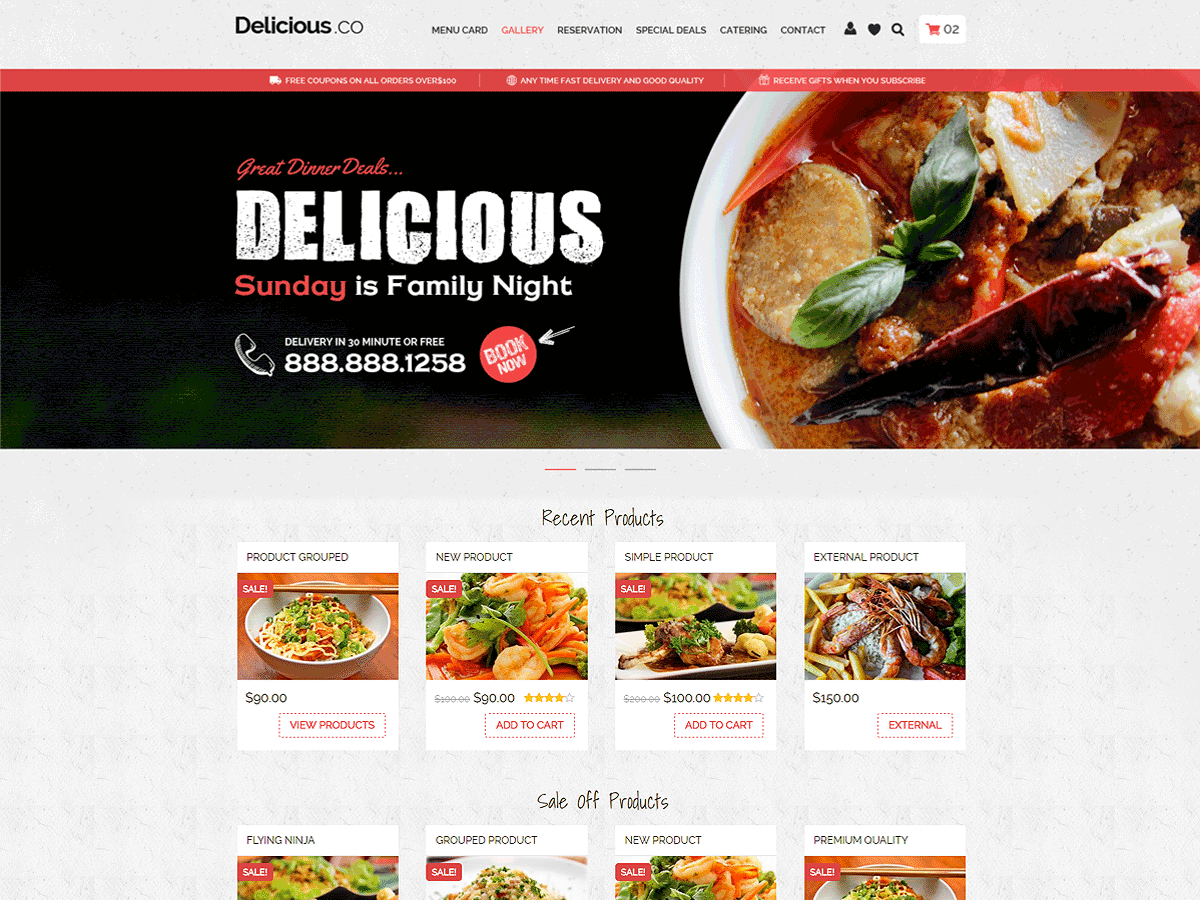 Delicious.CO
MENU CARD GALLERY RESERVATION SPECIAL DEALS CATERING CONTACT 02
FREE COUPONS ON ALL ORDERS OVER$100 ANY TIME FAST DELIVERY AND GOOD QUALITY RECEIVE GIFTS WHEN YOU SUBSCRIBE
Great Dinner Deals...
DELICIOUS
Sunday is Family Night
DELIVERY IN 30 MINUTE OR FREE
888.888.1258
BOOK
NOW
Recent Products
PRODUCT GROUPED NEW PRODUCT SIMPLE PRODUCT EXTERNAL PRODUCT
SALE! SALE! SALE!
$90.00 $100.00 $90.00 $200.00 $100.00 $150.00
VIEW PRODUCTS ADD TO CART ADD TO CART EXTERNAL
Sale Off Products
FLYING NINJA GROUPED PRODUCT NEW PRODUCT PREMIUM QUALITY
SALE! SALE! SALE! SALE!